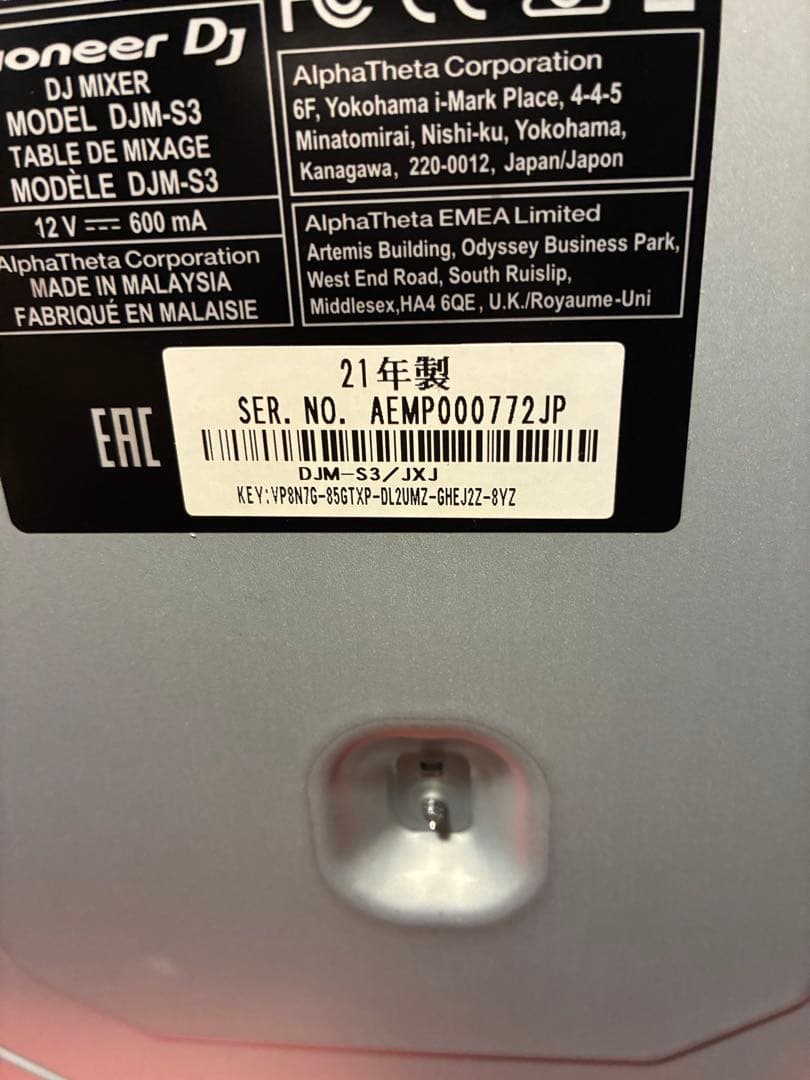 Pioneer DJ
DJ MIXER
MODEL DJM-S3
TABLE DE MIXAGE
MODÈLE DJM-S3
12 V ⎓ 600 mA
AlphaTheta Corporation
MADE IN MALAYSIA
FABRIQUÉ EN MALAISIE
FC CE
AlphaTheta Corporation
6F, Yokohama i-Mark Place, 4-4-5
Minatomirai, Nishi-ku, Yokohama,
Kanagawa, 220-0012, Japan/Japon
AlphaTheta EMEA Limited
Artemis Building, Odyssey Business Park,
West End Road, South Ruislip,
Middlesex,HA4 6QE, U.K./Royaume-Uni
EAC
21年製
SER. NO. AEMP000772JP
DJM-S3/JXJ
KEY:VP8N7G-85GTXP-DL2UMZ-GHEJ2Z-8YZ